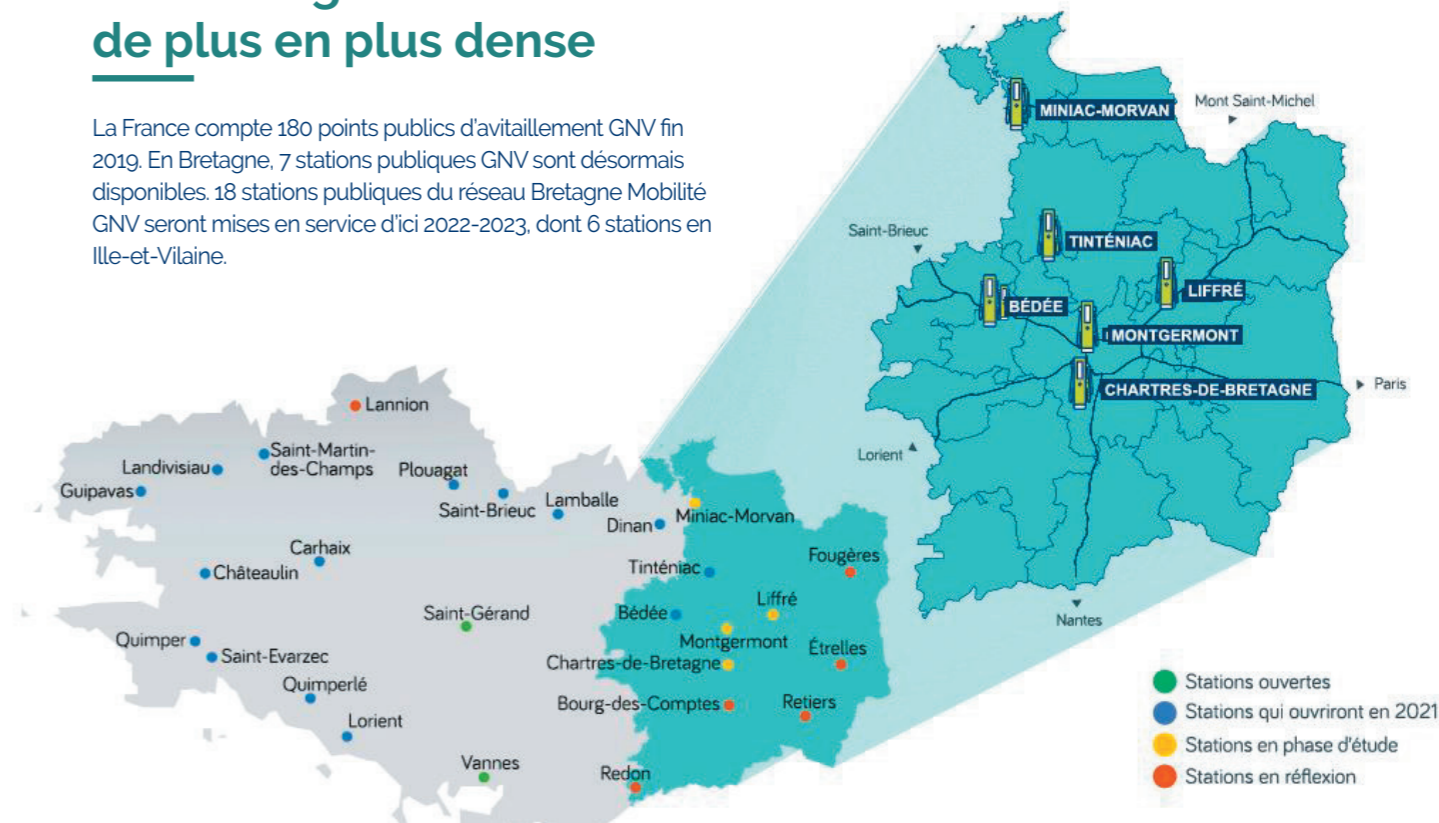 de plus en plus dense
La France compte 180 points publics d'avitaillement GNV fin
2019. En Bretagne, 7 stations publiques GNV sont désormais
disponibles. 18 stations publiques du réseau Bretagne Mobilité
GNV seront mises en service d'ici 2022-2023, dont 6 stations en
Ille-et-Vilaine.
MINIAC-MORVAN
Mont Saint-Michel
Saint-Brieuc
TINTÉNIAC
LIFFRÉ
BÉDÉE
MONTGERMONT
CHARTRES-DE-BRETAGNE
Paris
Lorient
Nantes
Lannion
Saint-Martin-
des-Champs
Landivisiau
Plouagat
Guipavas
Saint-Brieuc
Lamballe
Dinan
Miniac-Morvan
Carhaix
Châteaulin
Tinténiac
Fougères
Saint-Gérand
Bédée
Liffré
Quimper
Montgermont
Saint-Evarzec
Chartres-de-Bretagne
Étrelles
Quimperlé
Bourg-des-Comptes
Retiers
Lorient
Vannes
Redon
Stations ouvertes
Stations qui ouvriront en 2021
Stations en phase d'étude
Stations en réflexion